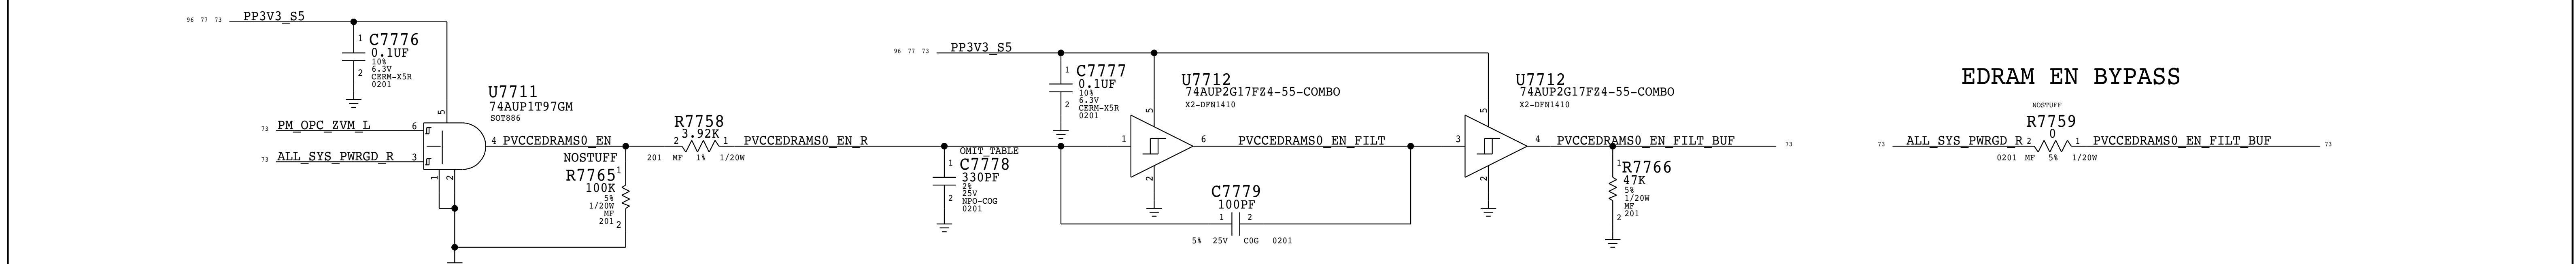 96 77 73 PP3V3_S5
1 C7776
0.1UF
10%
6.3V
2 CERM-X5R
0201
5
U7711
74AUP1T97GM
SOT886
73 PM_OPC_ZVM_L 6
73 ALL_SYS_PWRGD_R 3
1 2
4 PVCCEDRAMS0_EN
NOSTUFF
R7765 1
100K
5%
1/20W
MF
201 2
R7758
2 3.92K 1
201 MF 1% 1/20W
PVCCEDRAMS0_EN_R
96 77 73 PP3V3_S5
1 C7777
0.1UF
10%
6.3V
2 CERM-X5R
0201
OMIT_TABLE
1 C7778
330PF
2%
25V
2 NPO-COG
0201
U7712
74AUP2G17FZ4-55-COMBO
X2-DFN1410
5
1 6
2
PVCCEDRAMS0_EN_FILT
C7779
100PF
1 2
5% 25V C0G 0201
U7712
74AUP2G17FZ4-55-COMBO
X2-DFN1410
5
3 4
2
PVCCEDRAMS0_EN_FILT_BUF 73
1 R7766
47K
5%
1/20W
MF
2 201
EDRAM EN BYPASS
NOSTUFF
R7759
0
73 ALL_SYS_PWRGD_R 2 1 PVCCEDRAMS0_EN_FILT_BUF 73
0201 MF 5% 1/20W